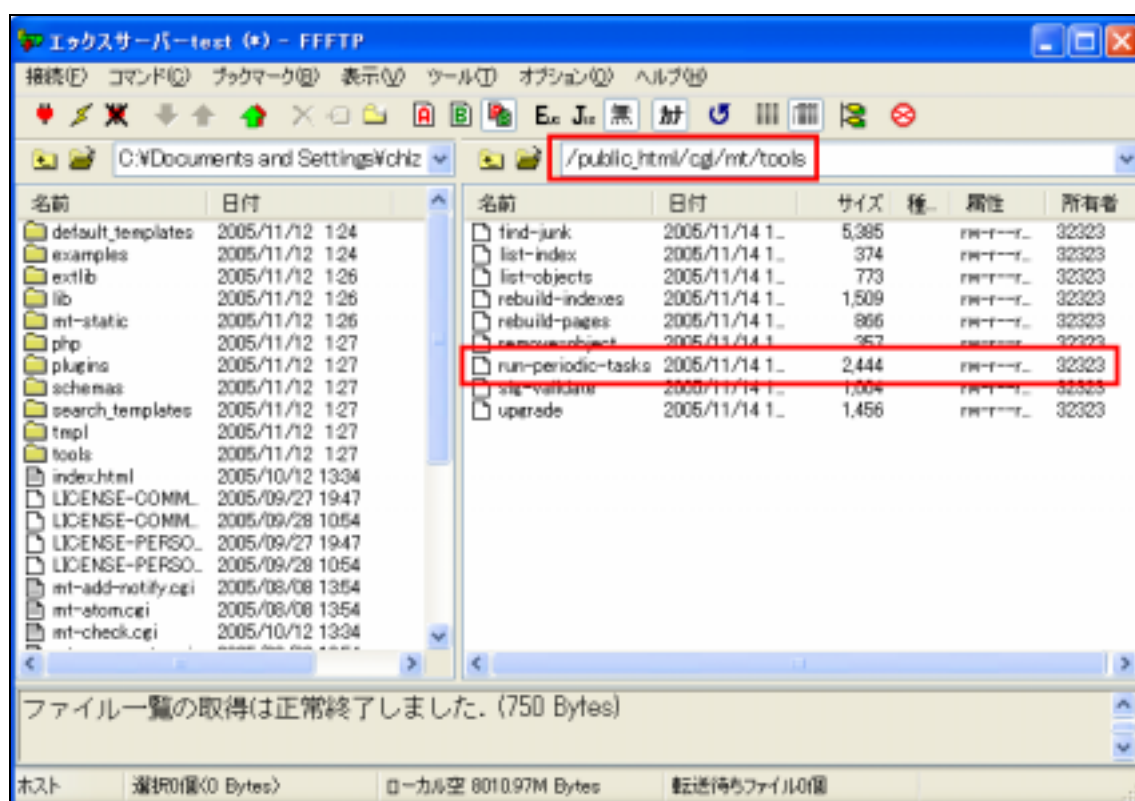 エックスサーバーtest (*) - FFFTP
接続(F) コマンド(C) ブックマーク(B) 表示(V) ツール(T) オプション(O) ヘルプ(H)
A B Euc Jis 無 カナ
C:¥Documents and Settings¥chiz /public_html/cgi/mt/tools
名前 日付 名前 日付 サイズ 種.. 属性 所有者
default_templates 2005/11/12 1:24 find-junk 2005/11/14 1... 5,385 rw-r--r... 32323
examples 2005/11/12 1:24 list-index 2005/11/14 1... 374 rw-r--r... 32323
extlib 2005/11/12 1:26 list-objects 2005/11/14 1... 773 rw-r--r... 32323
lib 2005/11/12 1:26 rebuild-indexes 2005/11/14 1... 1,509 rw-r--r... 32323
mt-static 2005/11/12 1:26 rebuild-pages 2005/11/14 1... 866 rw-r--r... 32323
php 2005/11/12 1:27 remove-object 2005/11/14 1... 357 rw-r--r... 32323
plugins 2005/11/12 1:27 run-periodic-tasks 2005/11/14 1... 2,444 rw-r--r... 32323
schemas 2005/11/12 1:27 2005/11/14 1... 1,004 rw-r--r... 32323
search_templates 2005/11/12 1:27 upgrade 2005/11/14 1... 1,456 rw-r--r... 32323
tmpl 2005/11/12 1:27
tools 2005/11/12 1:27
index.html 2005/10/12 13:34
LICENSE-COMM... 2005/09/27 19:47
LICENSE-COMM... 2005/09/28 10:54
LICENSE-PERSO... 2005/09/27 19:47
LICENSE-PERSO... 2005/09/28 10:54
mt-add-notify.cgi 2005/08/08 13:54
mt-atom.cgi 2005/08/08 13:54
mt-check.cgi 2005/10/12 13:34
ファイル一覧の取得は正常終了しました. (750 Bytes)
ホスト 選択0個(0 Bytes) ローカル空 8010.97M Bytes 転送待ちファイル0個